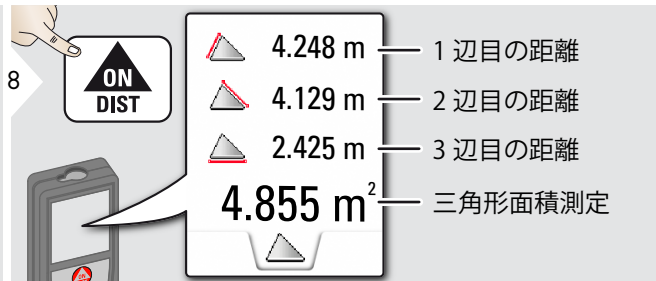 8
ON
DIST
4.248 m
1 辺目の距離
4.129 m
2 辺目の距離
2.425 m
3 辺目の距離
4.855 m²
三角形面積測定